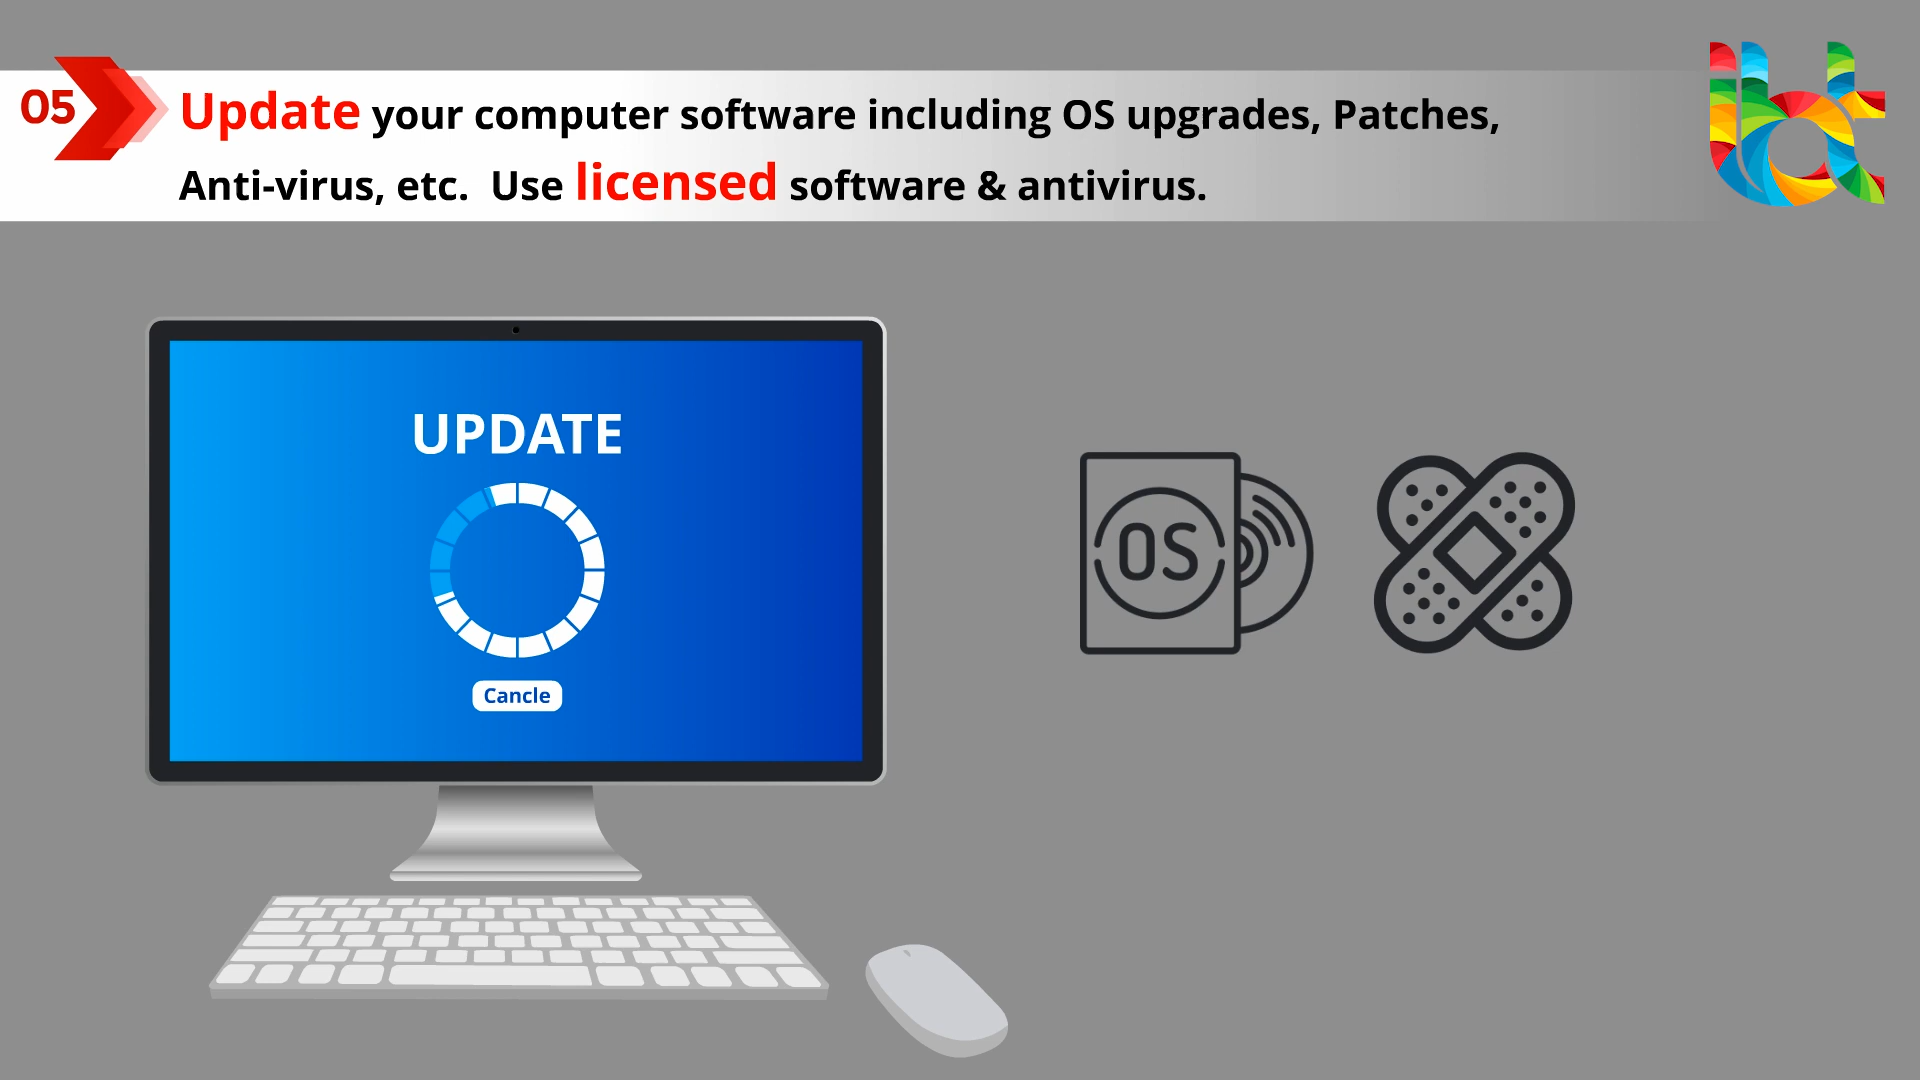 05
Update your computer software including OS upgrades, Patches,
Anti-virus, etc. Use licensed software & antivirus.
UPDATE
Cancle
OS